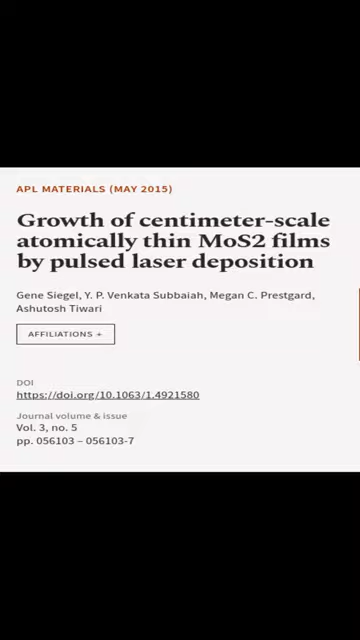 APL MATERIALS (MAY 2015)
Growth of centimeter-scale
atomically thin MoS2 films
by pulsed laser deposition
Gene Siegel, Y. P. Venkata Subbaiah, Megan C. Prestgard,
Ashutosh Tiwari
AFFILIATIONS +
DOI
https://doi.org/10.1063/1.4921580
Journal volume & issue
Vol. 3, no. 5
pp. 056103 – 056103-7